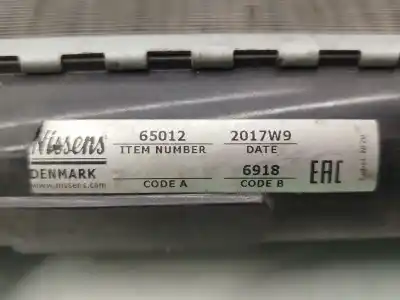 Nissens 65012 2017W9
ITEM NUMBER DATE
DENMARK 6918 EAC
www.nissens.com CODE A CODE B